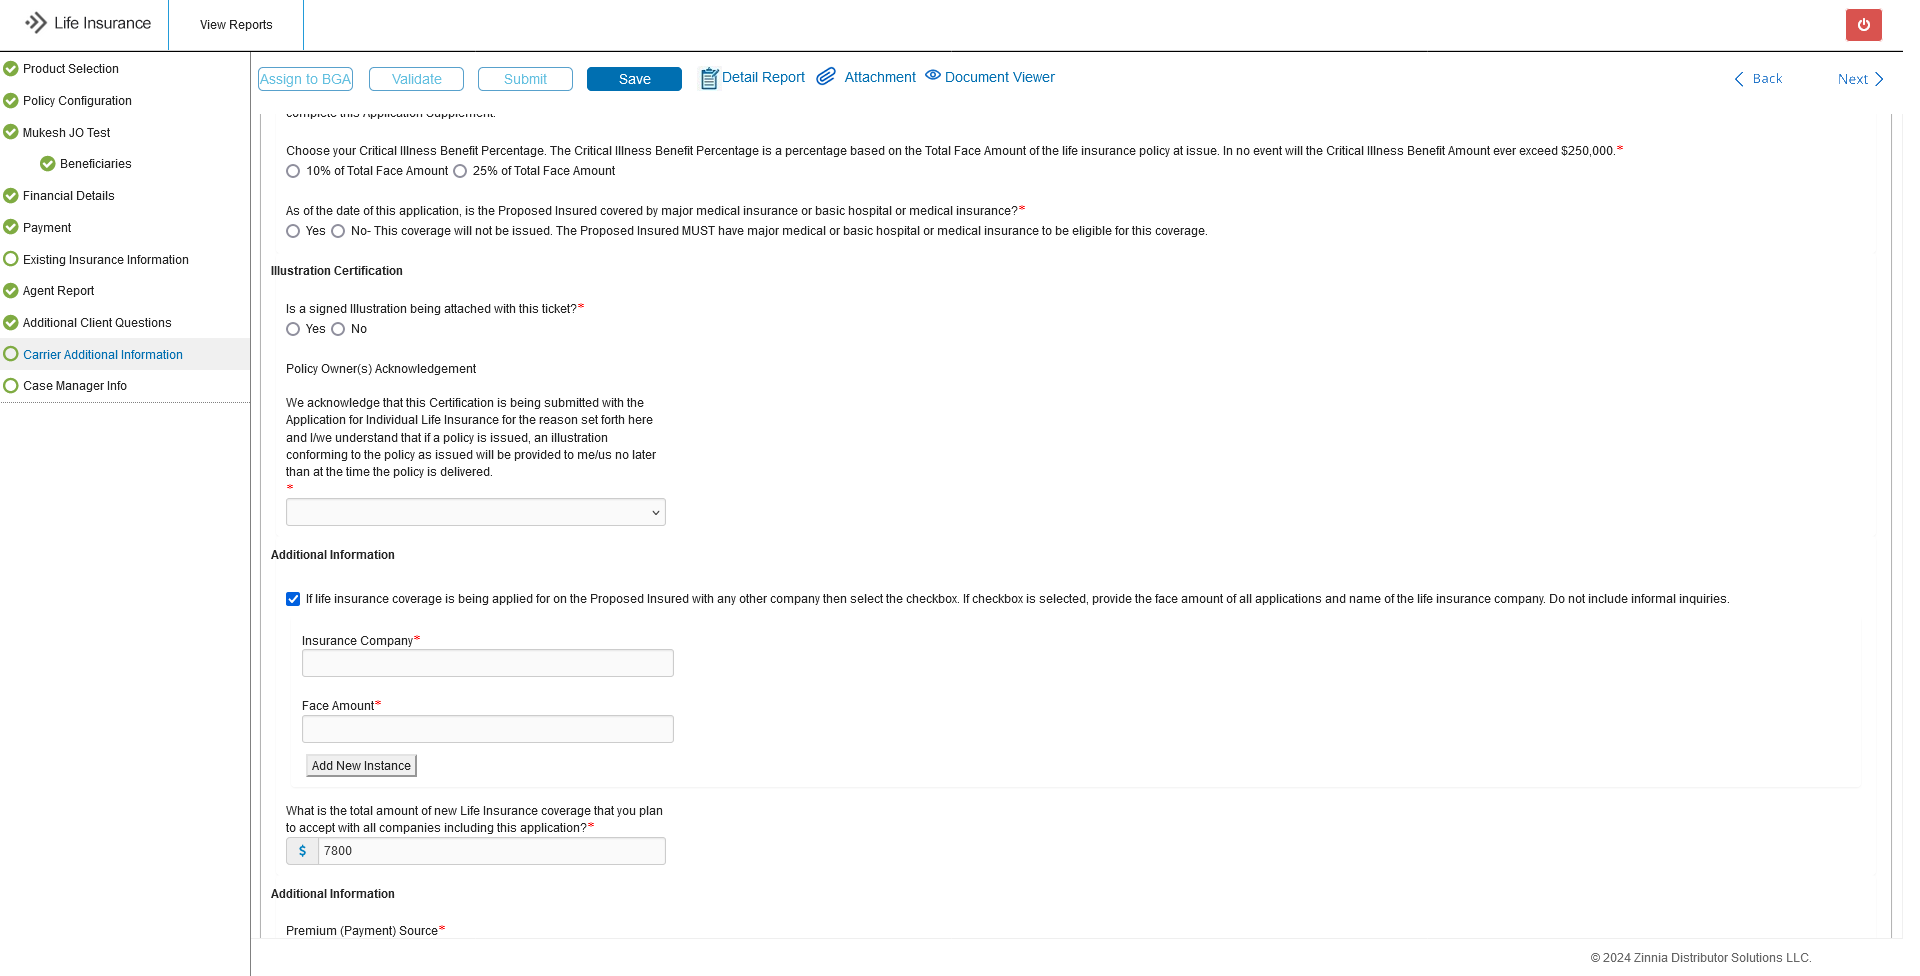 Life Insurance
View Reports
Product Selection
Policy Configuration
Mukesh JO Test
Beneficiaries
Financial Details
Payment
Existing Insurance Information
Agent Report
Additional Client Questions
Carrier Additional Information
Case Manager Info
Assign to BGA
Validate
Submit
Save
Detail Report
Attachment
Document Viewer
Back
Next
complete this Application Supplement.
Choose your Critical Illness Benefit Percentage. The Critical Illness Benefit Percentage is a percentage based on the Total Face Amount of the life insurance policy at issue. In no event will the Critical Illness Benefit Amount ever exceed $250,000.*
10% of Total Face Amount 25% of Total Face Amount
As of the date of this application, is the Proposed Insured covered by major medical insurance or basic hospital or medical insurance?*
Yes No- This coverage will not be issued. The Proposed Insured MUST have major medical or basic hospital or medical insurance to be eligible for this coverage.
Illustration Certification
Is a signed Illustration being attached with this ticket?*
Yes No
Policy Owner(s) Acknowledgement
We acknowledge that this Certification is being submitted with the
Application for Individual Life Insurance for the reason set forth here
and I/we understand that if a policy is issued, an illustration
conforming to the policy as issued will be provided to me/us no later
than at the time the policy is delivered.
*
Additional Information
If life insurance coverage is being applied for on the Proposed Insured with any other company then select the checkbox. If checkbox is selected, provide the face amount of all applications and name of the life insurance company. Do not include informal inquiries.
Insurance Company*
Face Amount*
Add New Instance
What is the total amount of new Life Insurance coverage that you plan
to accept with all companies including this application?*
$ 7800
Additional Information
Premium (Payment) Source*
© 2024 Zinnia Distributor Solutions LLC.